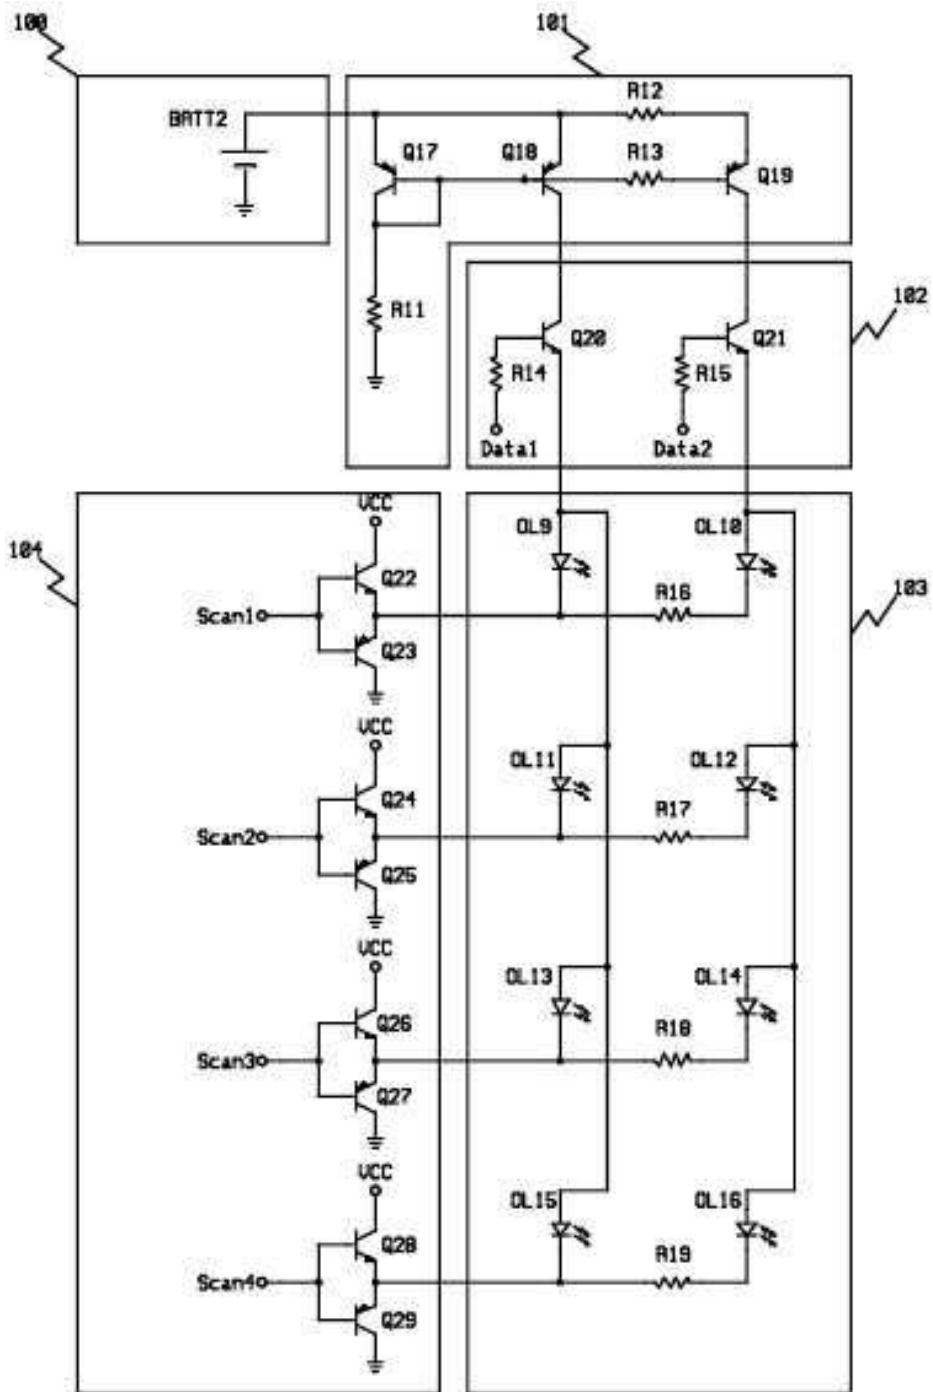 100
101
BATT2
R12
Q17
Q18
R13
Q19
R11
102
Q20
Q21
R14
R15
Data1
Data2
104
VCC
OL9
OL10
Q22
Scan1
R16
103
Q23
VCC
OL11
OL12
Q24
Scan2
R17
Q25
VCC
OL13
OL14
Q26
Scan3
R18
Q27
VCC
OL15
OL16
Q28
Scan4
R19
Q29